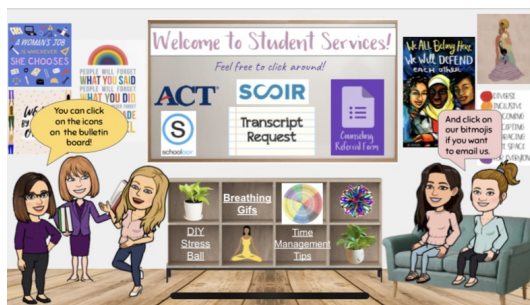 A WOMAN'S JOB
IS WHEREVER
SHE CHOOSES
PEOPLE WILL FORGET
WHAT YOU SAID
PEOPLE WILL FORGET
WHAT YOU DID
Welcome to Student Services!
Feel free to click around!
ACT
SCOIR
S
schoology
Transcript
Request
Counseling
Referral Form
We ALL Belong Here
We Will DEFEND
each other
You can click
on the icons
on the bulletin
board!
And click on
our bitmojis
if you want
to email us.
Breathing
Gifs
DIY
Stress
Ball
Time
Management
Tips